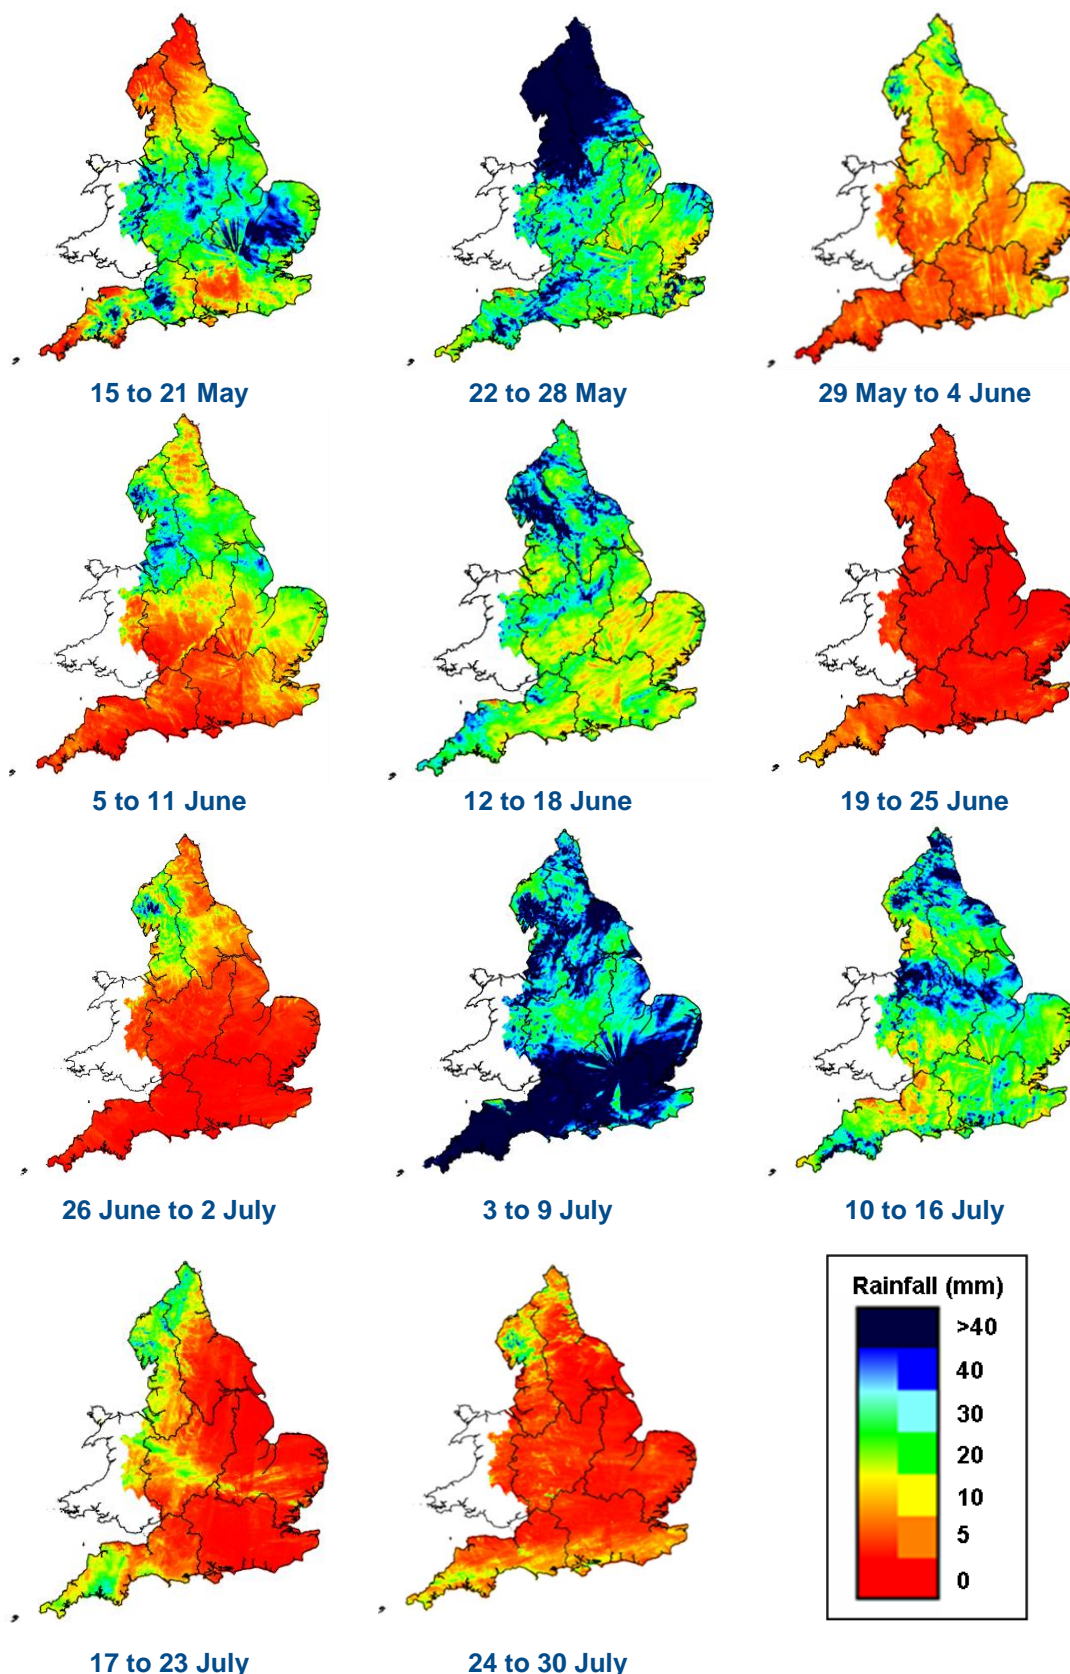 15 to 21 May
22 to 28 May
29 May to 4 June
5 to 11 June
12 to 18 June
19 to 25 June
26 June to 2 July
3 to 9 July
10 to 16 July
Rainfall (mm)
>40
40
30
20
10
5
0
17 to 23 July
24 to 30 July